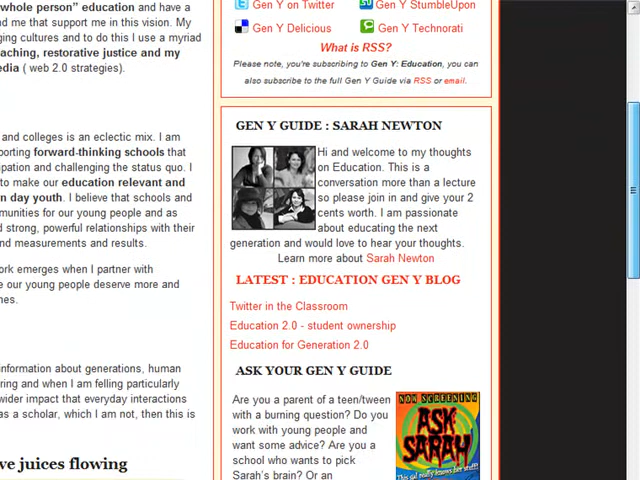 whole person" education and have a
nd me that support me in this vision. My
ging cultures and to do this I use a myriad
aching, restorative justice and my
edia ( web 2.0 strategies).
and colleges is an eclectic mix. I am
porting forward-thinking schools that
ipation and challenging the status quo. I
to make our education relevant and
n day youth. I believe that schools and
munities for our young people and as
d strong, powerful relationships with their
nd measurements and results.
ork emerges when I partner with
e our young people deserve more and
mes.
information about generations, human
ring and when I am felling particularly
wider impact that everyday interactions
as a scholar, which I am not, then this is
ve juices flowing
Gen Y on Twitter
Gen Y StumbleUpon
Gen Y Delicious
Gen Y Technorati
What is RSS?
Please note, you're subscribing to Gen Y: Education, you can
also subscribe to the full Gen Y Guide via RSS or email.
GEN Y GUIDE : SARAH NEWTON
Hi and welcome to my thoughts
on Education. This is a
conversation more than a lecture
so please join in and give your 2
cents worth. I am passionate
about educating the next
generation and would love to hear your thoughts.
Learn more about Sarah Newton
LATEST : EDUCATION GEN Y BLOG
Twitter in the Classroom
Education 2.0 - student ownership
Education for Generation 2.0
ASK YOUR GEN Y GUIDE
Are you a parent of a teen/tween
with a burning question? Do you
work with young people and
want some advice? Are you a
school who wants to pick
Sarah's brain? Or an
NOW SCREENING
ASK
SARAH
This gal really knows her stuff!